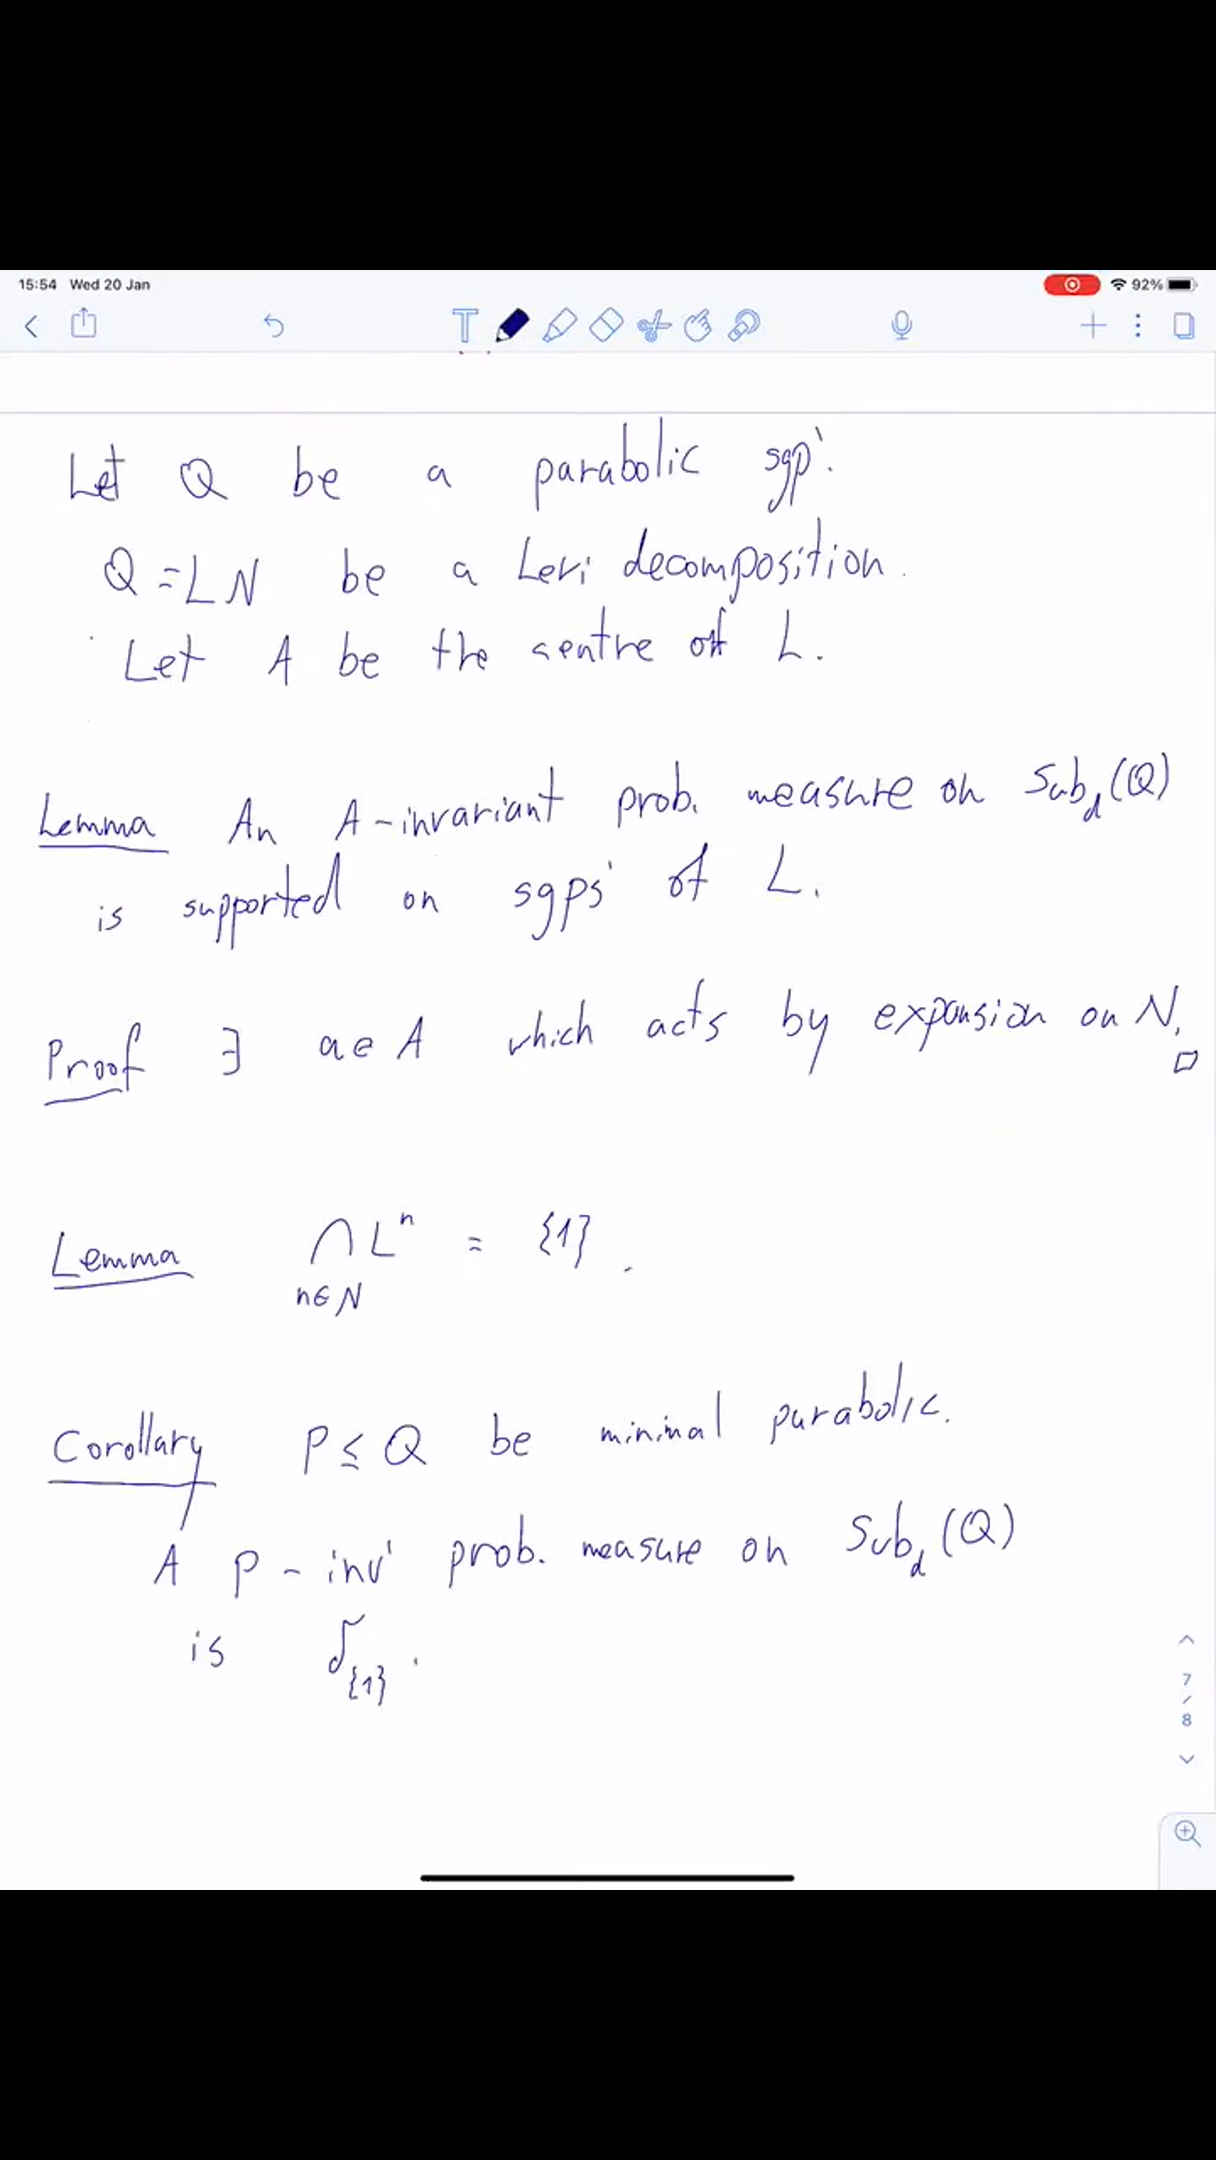 15:54 Wed 20 Jan
92%
T
Let Q be a parabolic sgp'.
Q = LN be a Levi decomposition.
Let A be the centre of L.
Lemma An A-invariant prob. measure on Sub_d(Q)
is supported on sgps' of L.
Proof ∃ a∈A which acts by expansion on N.
□
Lemma ∩ Lⁿ = {1}.
n∈N
Corollary P ≤ Q be minimal parabolic.
A P-inv' prob. measure on Sub_d(Q)
is δ_{1}.
7
/
8